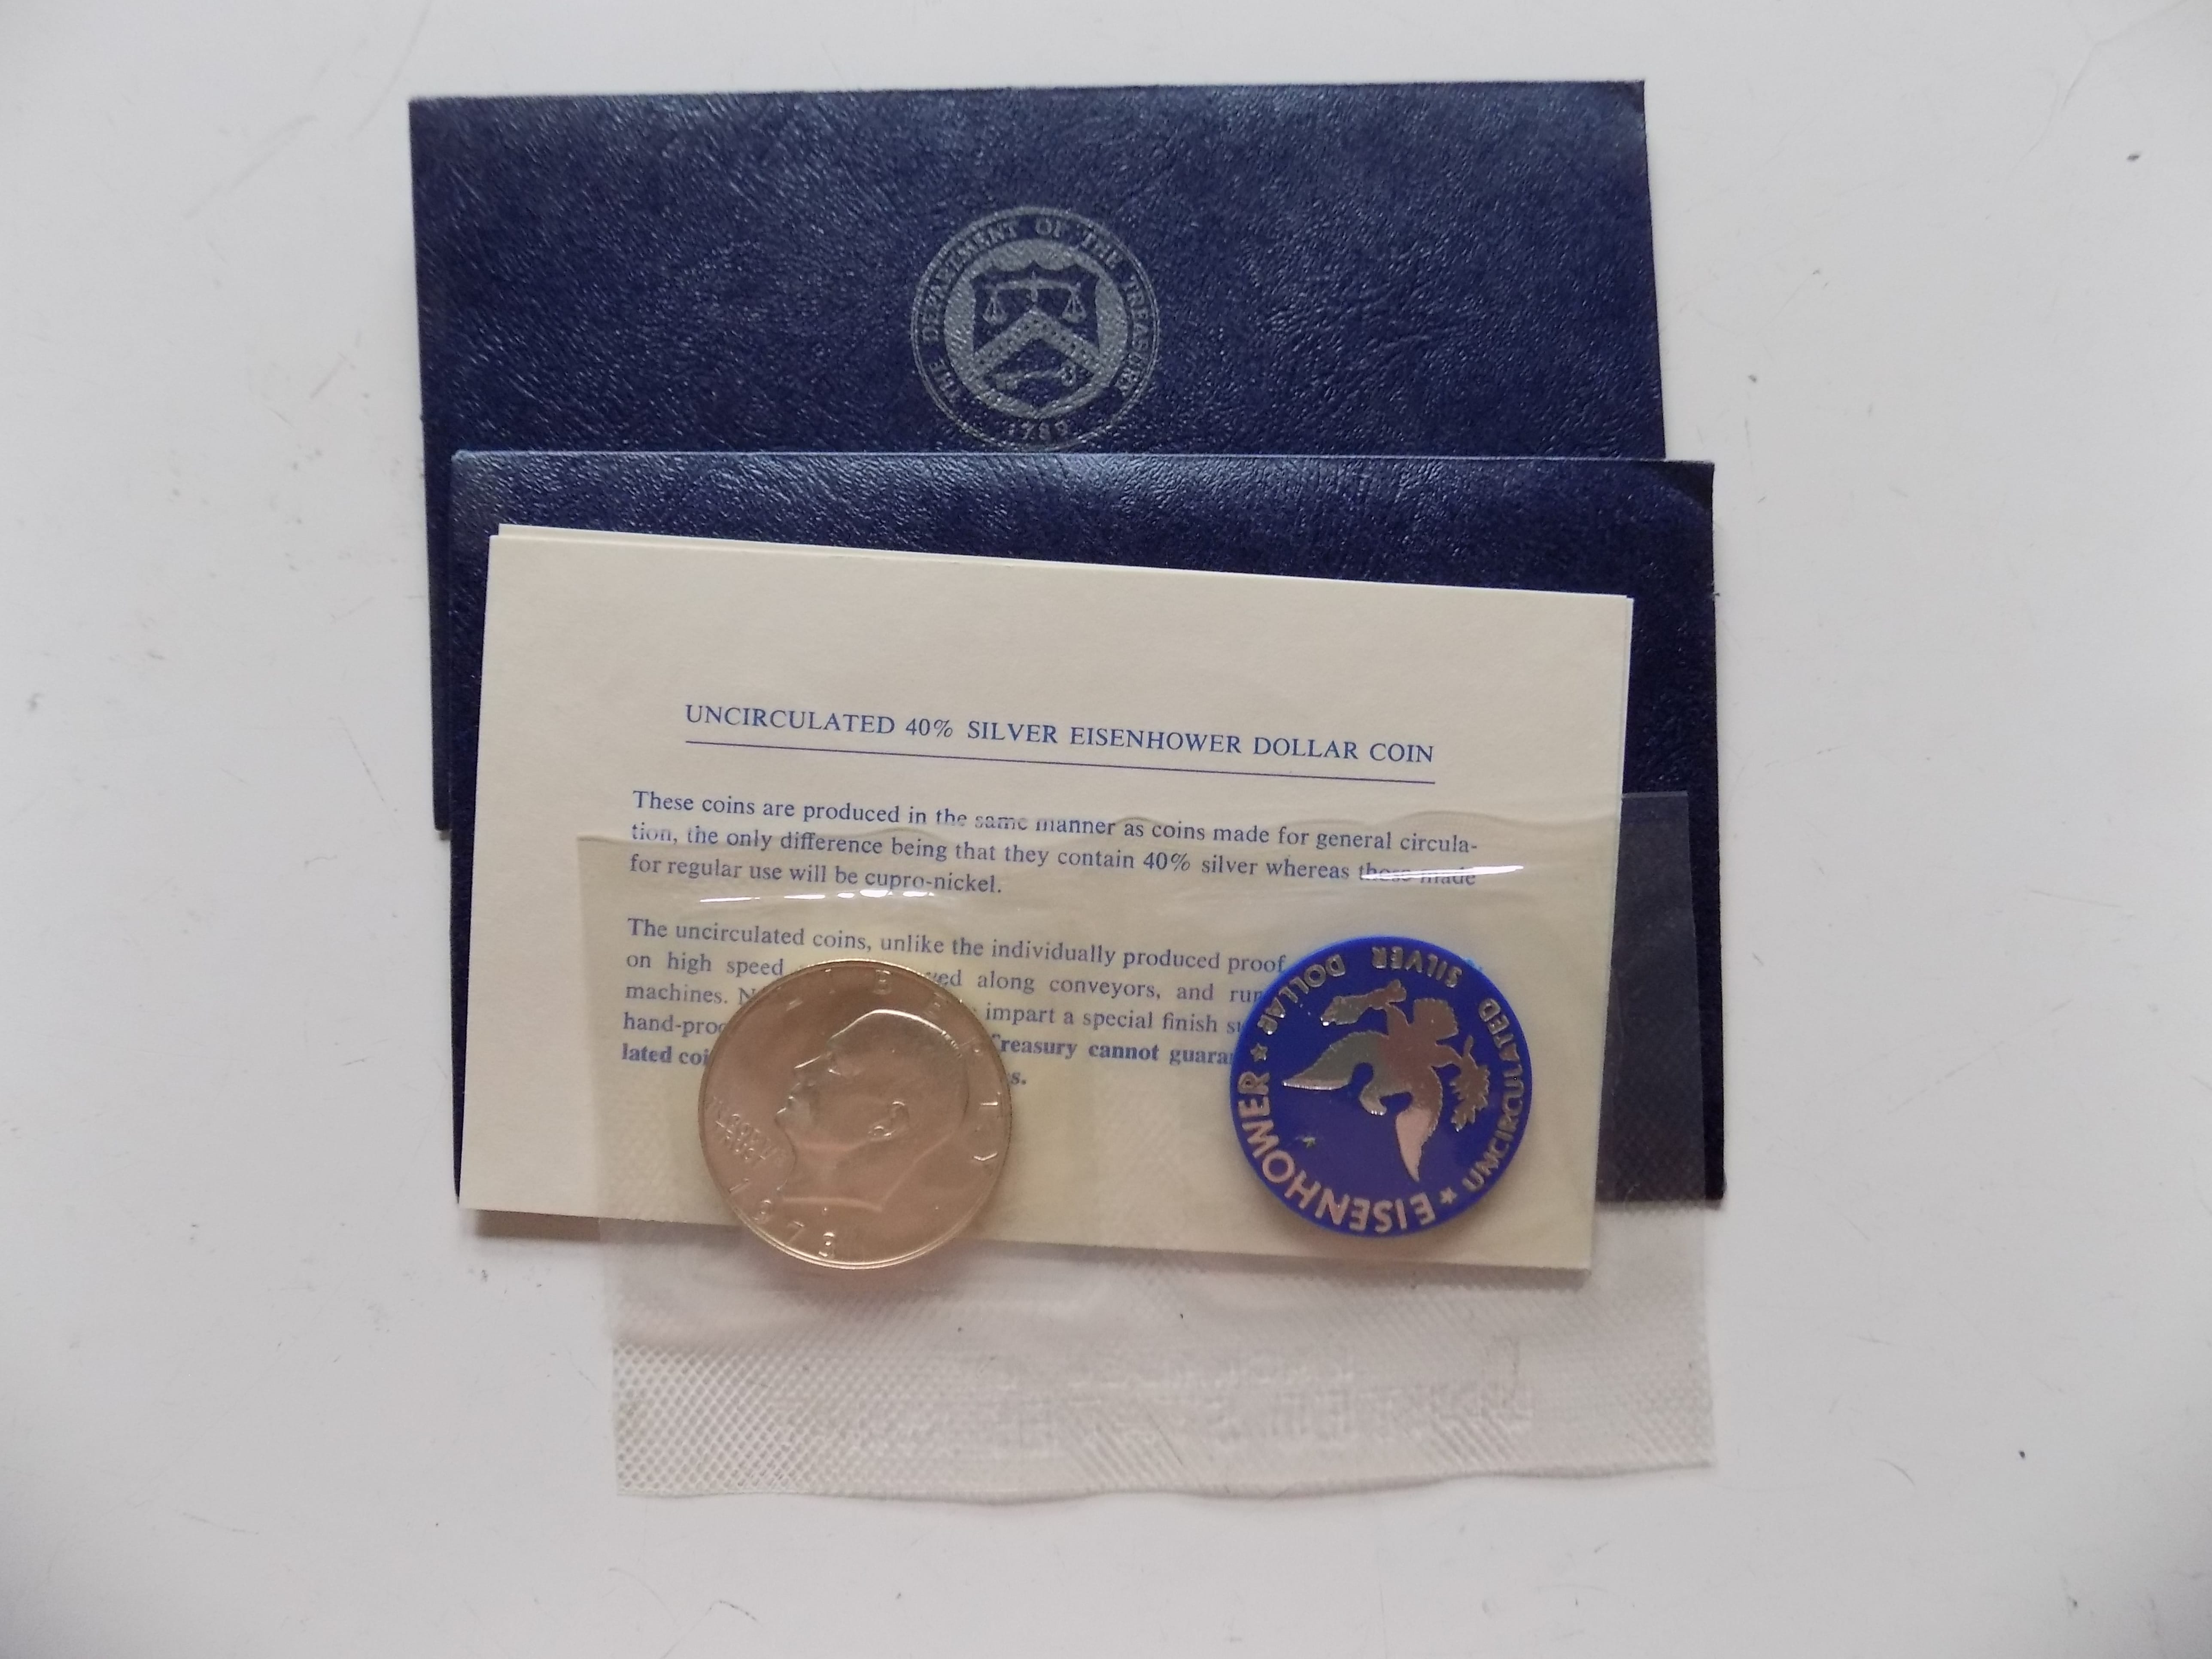 THE DEPARTMENT OF THE TREASURY
1789
UNCIRCULATED 40% SILVER EISENHOWER DOLLAR COIN
These coins are produced in the same manner as coins made for general circula-
tion, the only difference being that they contain 40% silver whereas those made
for regular use will be cupro-nickel.
The uncirculated coins, unlike the individually produced proof
on high speed along conveyors, and
machines. impart a special finish
lated Treasury cannot
LIBERTY
IN GOD WE
TRUST
1973
EISENHOWER
UNCIRCULATED SILVER DOLLAR